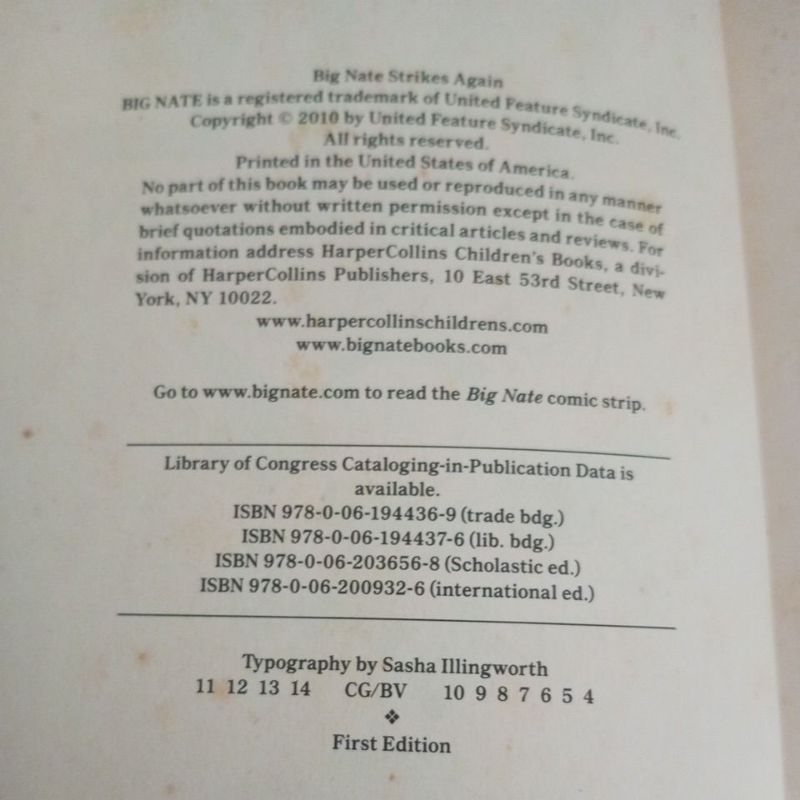 Big Nate Strikes Again
BIG NATE is a registered trademark of United Feature Syndicate, Inc.
Copyright © 2010 by United Feature Syndicate, Inc.
All rights reserved.
Printed in the United States of America.
No part of this book may be used or reproduced in any manner
whatsoever without written permission except in the case of
brief quotations embodied in critical articles and reviews. For
information address HarperCollins Children's Books, a divi-
sion of HarperCollins Publishers, 10 East 53rd Street, New
York, NY 10022.
www.harpercollinschildrens.com
www.bignatebooks.com
Go to www.bignate.com to read the Big Nate comic strip.
Library of Congress Cataloging-in-Publication Data is
available.
ISBN 978-0-06-194436-9 (trade bdg.)
ISBN 978-0-06-194437-6 (lib. bdg.)
ISBN 978-0-06-203656-8 (Scholastic ed.)
ISBN 978-0-06-200932-6 (international ed.)
Typography by Sasha Illingworth
11 12 13 14 CG/BV 10 9 8 7 6 5 4
❖
First Edition